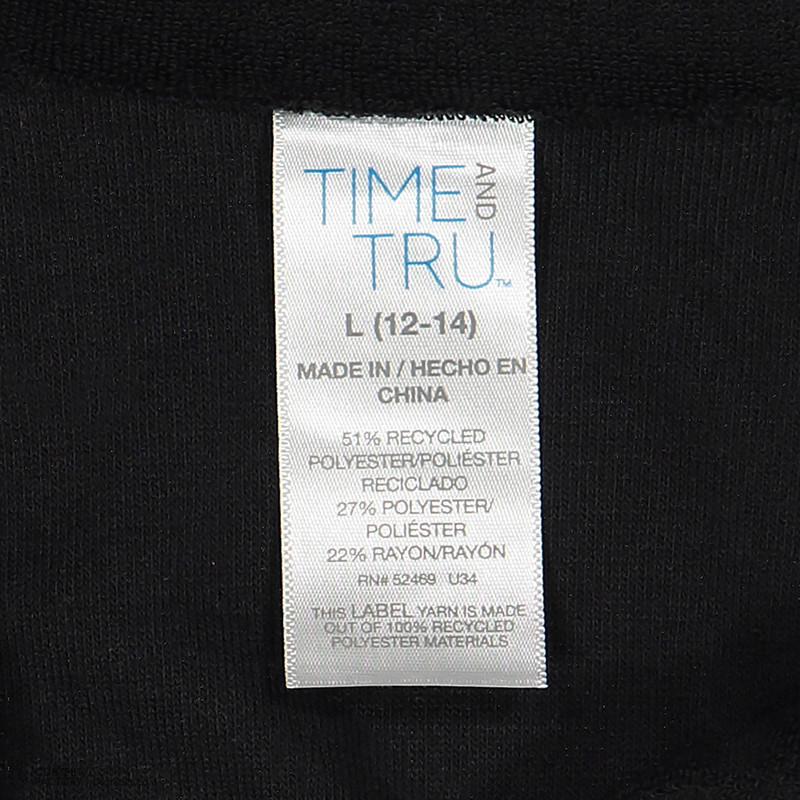 TIME AND
TRU™
L (12-14)
MADE IN / HECHO EN
CHINA
51% RECYCLED
POLYESTER/POLIÉSTER
RECICLADO
27% POLYESTER/
POLIÉSTER
22% RAYON/RAYÓN
RN# 52469 U34
THIS LABEL YARN IS MADE
OUT OF 100% RECYCLED
POLYESTER MATERIALS